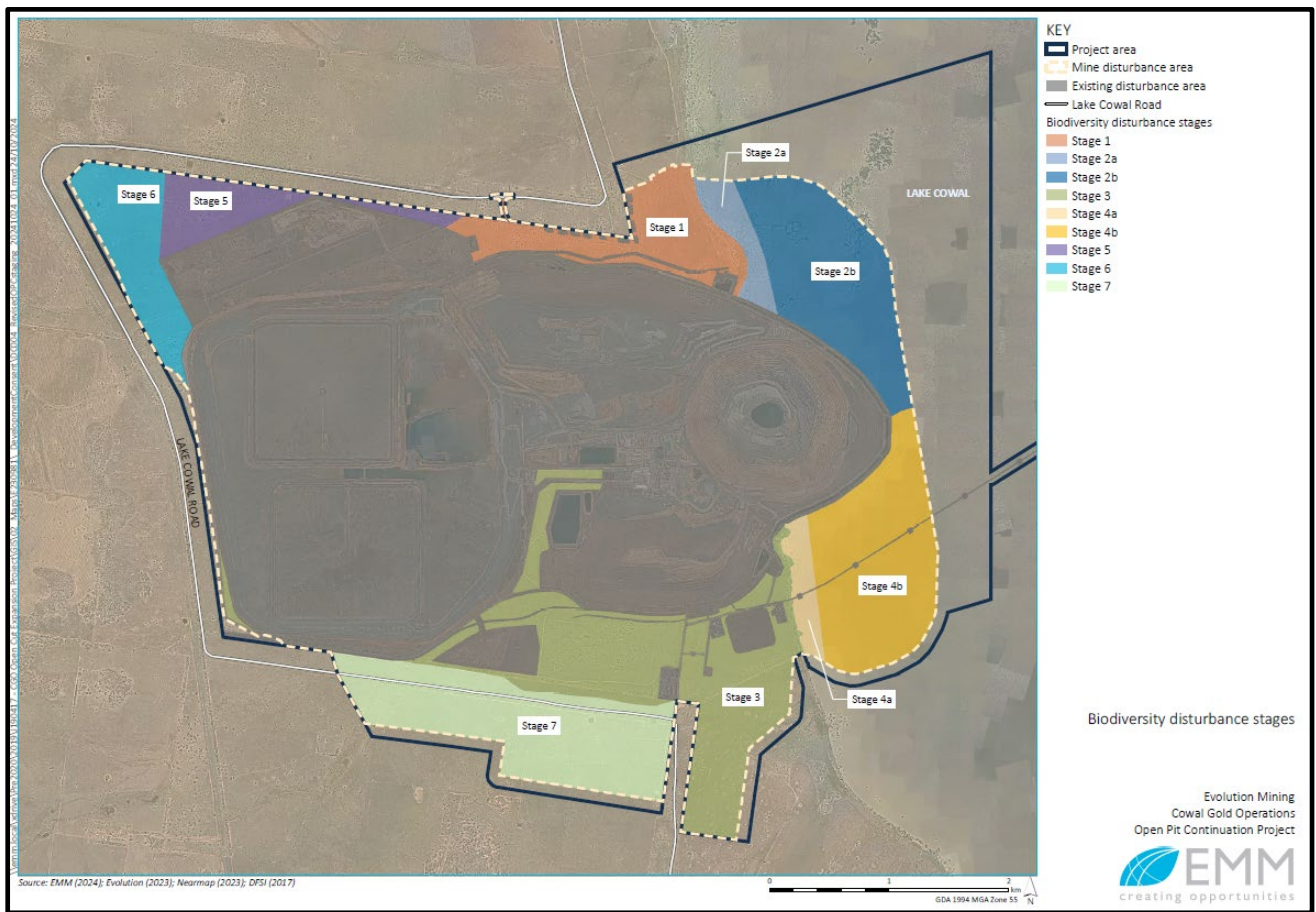 KEY
Project area
Mine disturbance area
Existing disturbance area
Lake Cowal Road
Biodiversity disturbance stages
Stage 1
Stage 2a
Stage 2b
Stage 3
Stage 4a
Stage 4b
Stage 5
Stage 6
Stage 7
Stage 2a
LAKE COWAL
Stage 6
Stage 5
Stage 1
Stage 2b
LAKE COWAL ROAD
Stage 4b
Stage 3
Stage 4a
Stage 7
Biodiversity disturbance stages
Evolution Mining
Cowal Gold Operations
Open Pit Continuation Project
EMM
creating opportunities
Source: EMM (2024); Evolution (2023); Nearmap (2023); DFSI (2017)
0 1 2
km
GDA 1994 MGA Zone 55
N